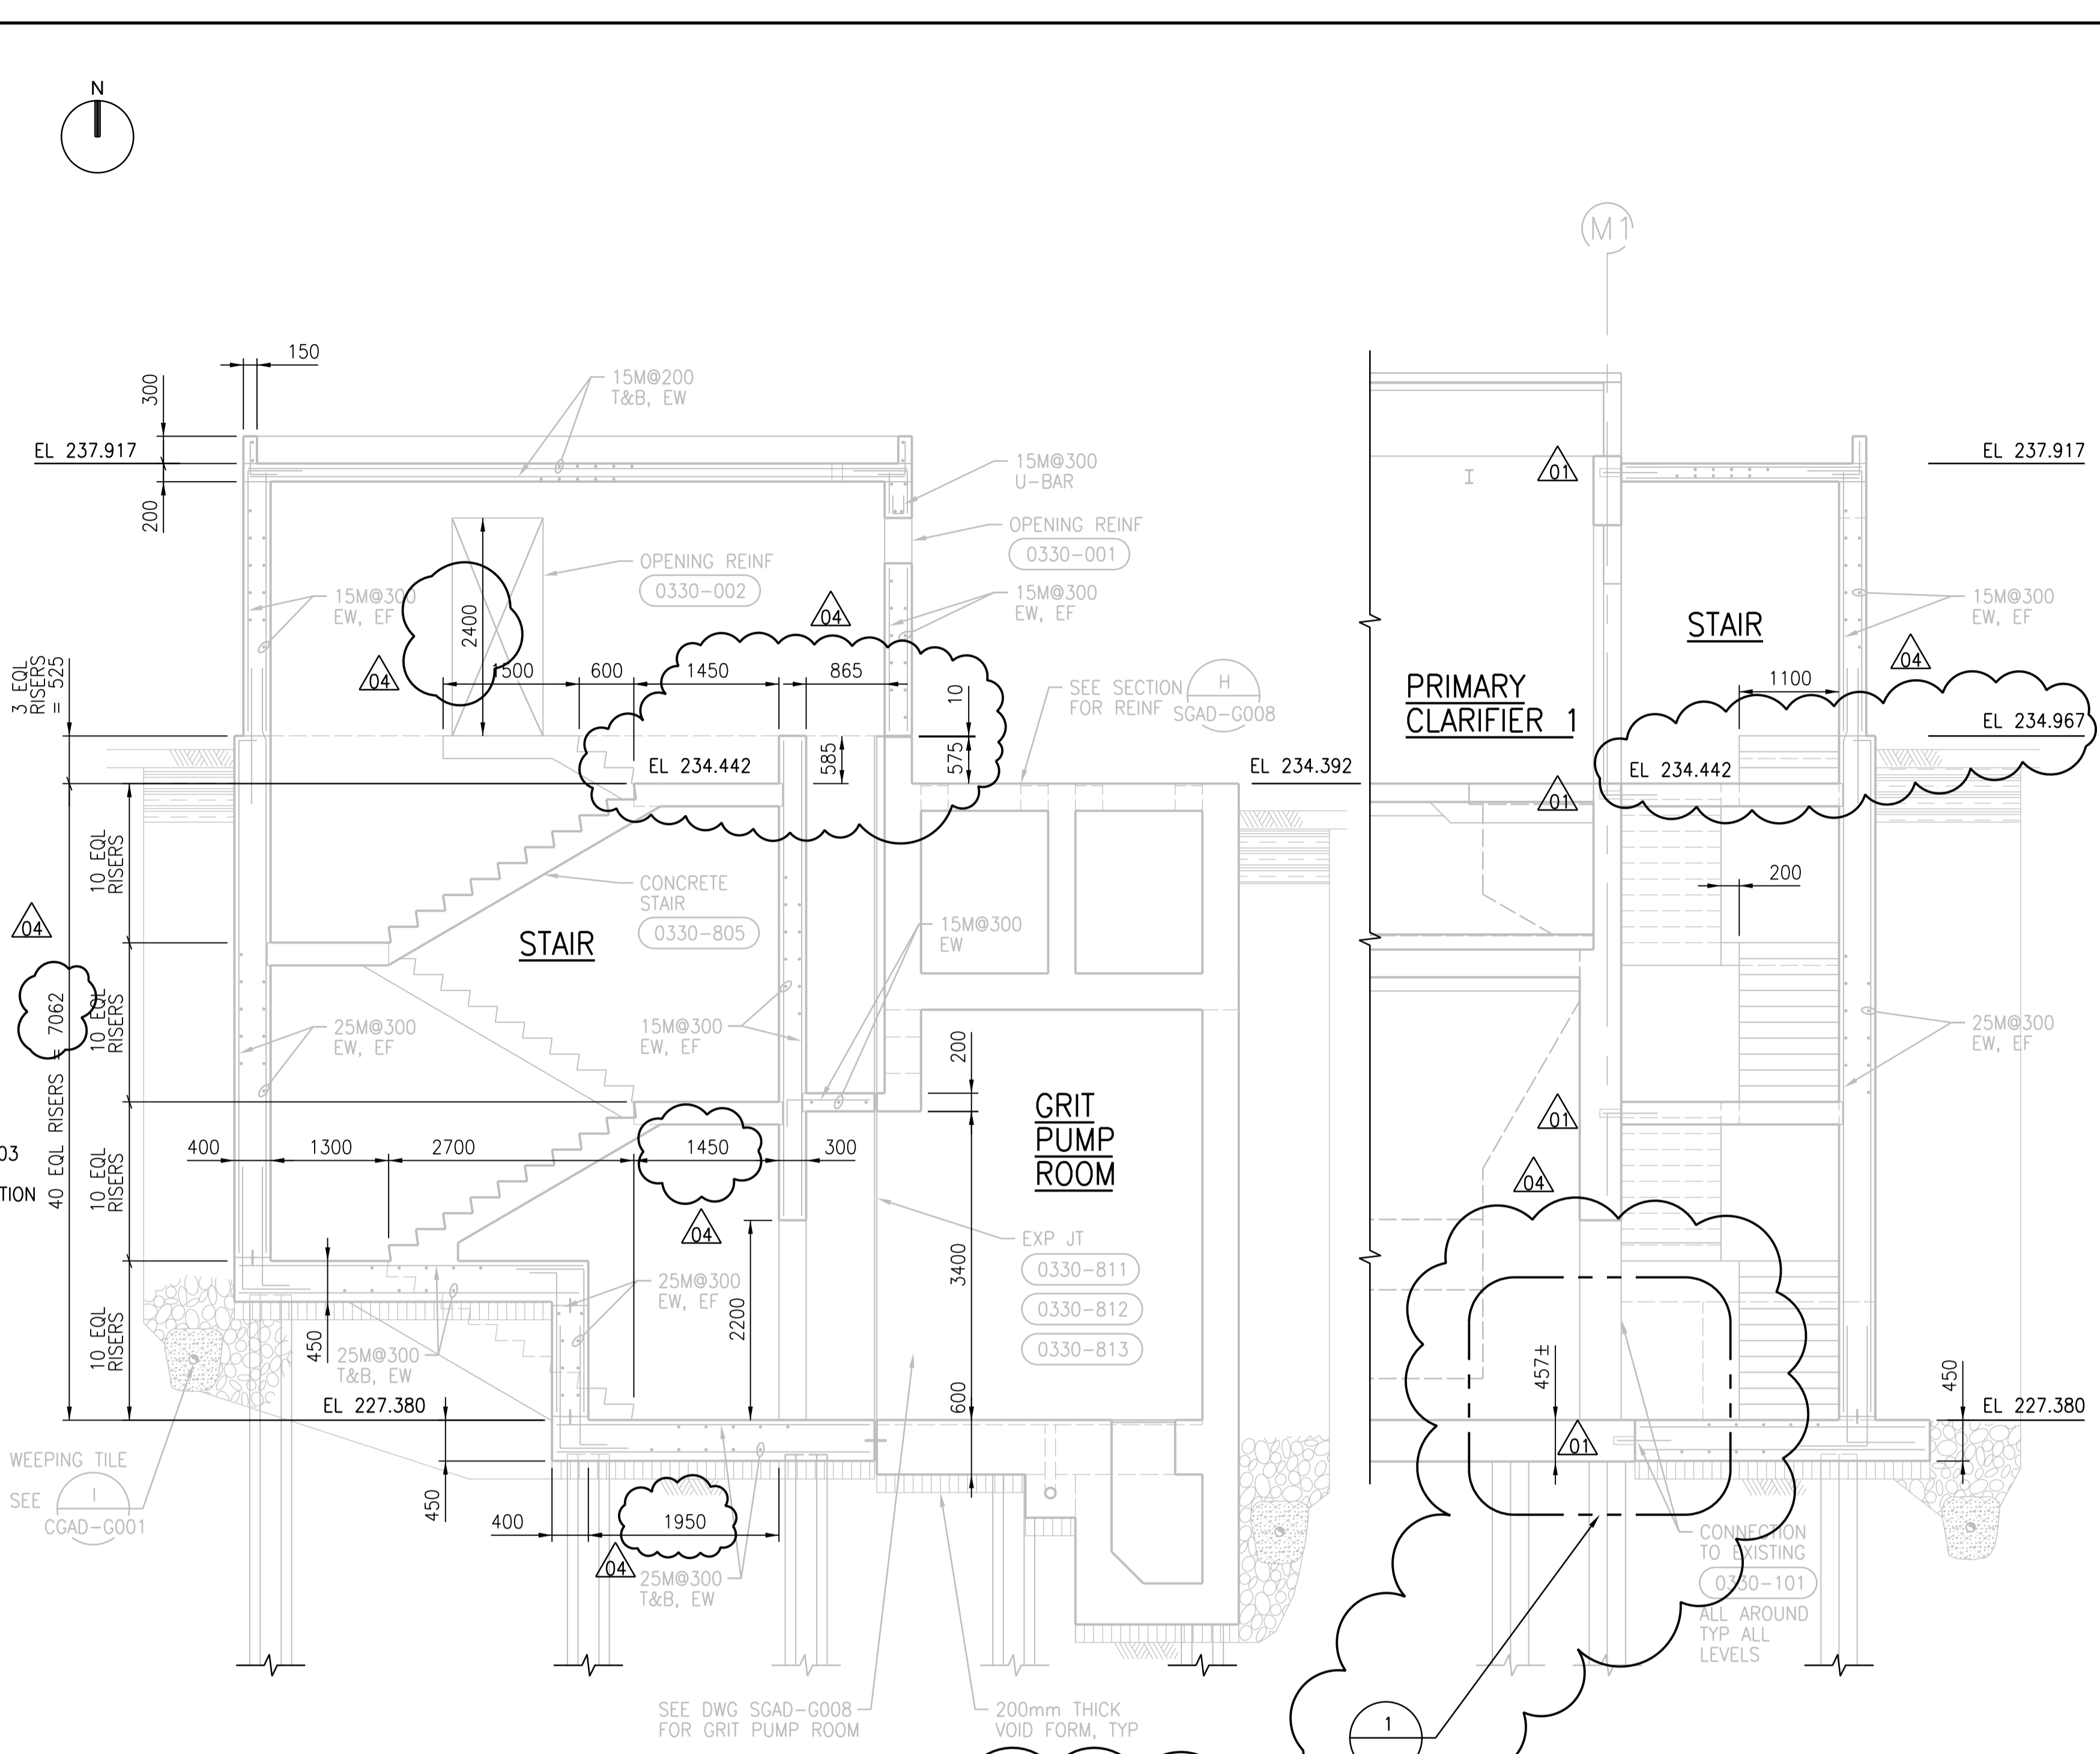 N
M1
150
300
15M@200
T&B, EW
EL 237.917
200
15M@300
U-BAR
OPENING REINF
0330-001
01
EL 237.917
OPENING REINF
0330-002
15M@300
EW, EF
2400
04
15M@300
EW, EF
STAIR
15M@300
EW, EF
3 EQL
RISERS
= 525
04
1500
600
1450
865
10
SEE SECTION
FOR REINF
H
SGAD-G008
PRIMARY
CLARIFIER 1
1100
04
EL 234.967
EL 234.442
585
575
EL 234.392
EL 234.442
01
10 EQL
RISERS
CONCRETE
STAIR
0330-805
200
04
STAIR
15M@300
EW
40 EQL RISERS = 7062
10 EQL
RISERS
25M@300
EW, EF
15M@300
EW, EF
200
25M@300
EW, EF
GRIT
PUMP
ROOM
01
03
TION
10 EQL
RISERS
400
1300
2700
1450
300
04
04
3400
EXP JT
0330-811
0330-812
0330-813
25M@300
EW, EF
2200
10 EQL
RISERS
450
25M@300
T&B, EW
457±
450
600
EL 227.380
EL 227.380
01
WEEPING TILE
SEE
I
CGAD-G001
450
400
1950
04
25M@300
T&B, EW
CONNECTION
TO EXISTING
0330-101
ALL AROUND
TYP ALL
LEVELS
SEE DWG SGAD-G008
FOR GRIT PUMP ROOM
200mm THICK
VOID FORM, TYP
1